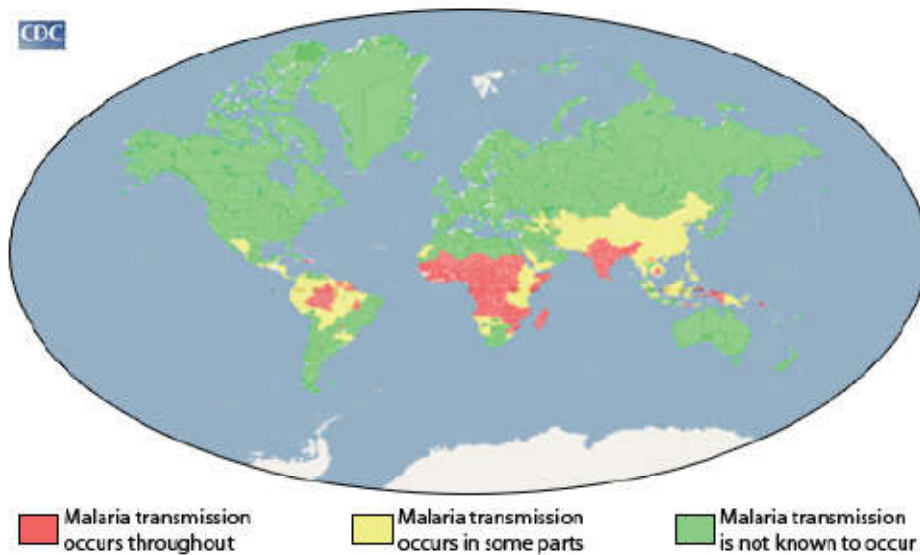 CDC
Malaria transmission
occurs throughout
Malaria transmission
occurs in some parts
Malaria transmission
is not known to occur